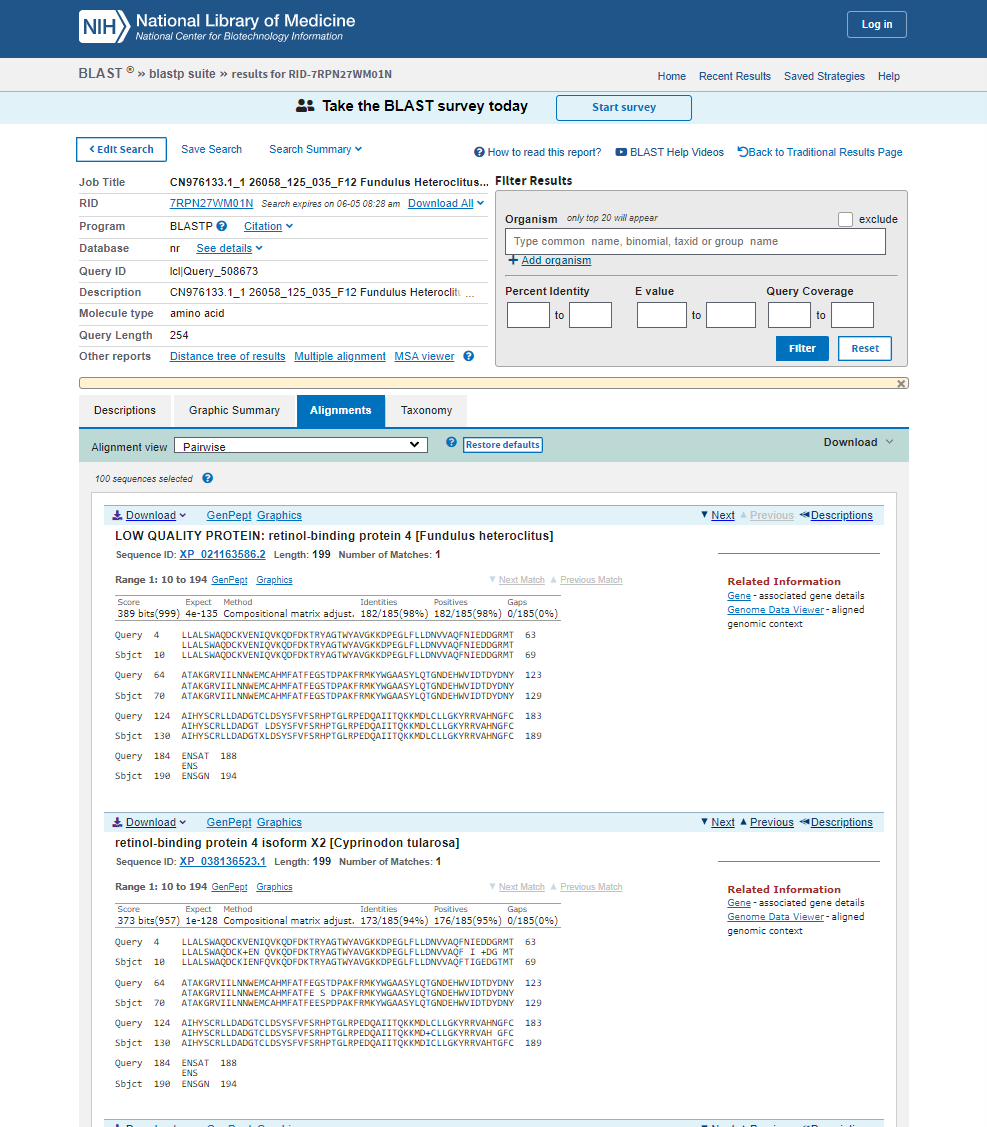 NIH National Library of Medicine
National Center for Biotechnology Information
Log in
BLAST ® » blastp suite » results for RID-7RPN27WM01N
Home Recent Results Saved Strategies Help
Take the BLAST survey today Start survey
< Edit Search Save Search Search Summary
? How to read this report? BLAST Help Videos Back to Traditional Results Page
Job Title CN976133.1_1 26058_125_035_F12 Fundulus Heteroclitus...
RID 7RPN27WM01N Search expires on 06-05 08:28 am Download All
Program BLASTP ? Citation
Database nr See details
Query ID lcl|Query_508673
Description CN976133.1_1 26058_125_035_F12 Fundulus Heteroclitu ...
Molecule type amino acid
Query Length 254
Other reports Distance tree of results Multiple alignment MSA viewer ?
Filter Results
Organism only top 20 will appear exclude
Type common name, binomial, taxid or group name
+ Add organism
Percent Identity E value Query Coverage
to to to
Filter Reset
Descriptions Graphic Summary Alignments Taxonomy
Alignment view Pairwise ? Restore defaults Download
100 sequences selected ?
Download GenPept Graphics Next Previous Descriptions
LOW QUALITY PROTEIN: retinol-binding protein 4 [Fundulus heteroclitus]
Sequence ID: XP_021163586.2 Length: 199 Number of Matches: 1
Range 1: 10 to 194 GenPept Graphics Next Match Previous Match
Score Expect Method Identities Positives Gaps
389 bits(999) 4e-135 Compositional matrix adjust. 182/185(98%) 182/185(98%) 0/185(0%)
Query 4 LLALSWAQDCKVENIQVKQDFDKTRYAGTWYAVGKKDPEGLFLLDNVVAQFNIEDDGRMT 63
LLALSWAQDCKVENIQVKQDFDKTRYAGTWYAVGKKDPEGLFLLDNVVAQFNIEDDGRMT
Sbjct 10 LLALSWAQDCKVENIQVKQDFDKTRYAGTWYAVGKKDPEGLFLLDNVVAQFNIEDDGRMT 69
Query 64 ATAKGRVIILNNWEMCAHMFATFEGSTDPAKFRMKYWGAASYLQTGNDEHWVIDTDYDNY 123
ATAKGRVIILNNWEMCAHMFATFEGSTDPAKFRMKYWGAASYLQTGNDEHWVIDTDYDNY
Sbjct 70 ATAKGRVIILNNWEMCAHMFATFEGSTDPAKFRMKYWGAASYLQTGNDEHWVIDTDYDNY 129
Query 124 AIHYSCRLLDADGTCLDSYSFVFSRHPTGLRPEDQAIITQKKMDLCLLGKYRRVAHNGFC 183
AIHYSCRLLDADGT LDSYSFVFSRHPTGLRPEDQAIITQKKMDLCLLGKYRRVAHNGFC
Sbjct 130 AIHYSCRLLDADGTXLDSYSFVFSRHPTGLRPEDQAIITQKKMDLCLLGKYRRVAHNGFC 189
Query 184 ENSAT 188
ENS
Sbjct 190 ENSGN 194
Related Information
Gene - associated gene details
Genome Data Viewer - aligned
genomic context
Download GenPept Graphics Next Previous Descriptions
retinol-binding protein 4 isoform X2 [Cyprinodon tularosa]
Sequence ID: XP_038136523.1 Length: 199 Number of Matches: 1
Range 1: 10 to 194 GenPept Graphics Next Match Previous Match
Score Expect Method Identities Positives Gaps
373 bits(957) 1e-128 Compositional matrix adjust. 173/185(94%) 176/185(95%) 0/185(0%)
Query 4 LLALSWAQDCKVENIQVKQDFDKTRYAGTWYAVGKKDPEGLFLLDNVVAQFNIEDDGRMT 63
LLALSWAQDCK+EN QVKQDFDKTRYAGTWYAVGKKDPEGLFLLDNVVAQF I +DG MT
Sbjct 10 LLALSWAQDCKIENFQVKQDFDKTRYAGTWYAVGKKDPEGLFLLDNVVAQFTIGEDGTMT 69
Query 64 ATAKGRVIILNNWEMCAHMFATFEGSTDPAKFRMKYWGAASYLQTGNDEHWVIDTDYDNY 123
ATAKGRVIILNNWEMCAHMFATFE S DPAKFRMKYWGAASYLQTGNDEHWVIDTDYDNY
Sbjct 70 ATAKGRVIILNNWEMCAHMFATFEESPDPAKFRMKYWGAASYLQTGNDEHWVIDTDYDNY 129
Query 124 AIHYSCRLLDADGTCLDSYSFVFSRHPTGLRPEDQAIITQKKMDLCLLGKYRRVAHNGFC 183
AIHYSCRLLDADGTCLDSYSFVFSRHPTGLRPEDQAIITQKKMD+CLLGKYRRVAH GFC
Sbjct 130 AIHYSCRLLDADGTCLDSYSFVFSRHPTGLRPEDQAIITQKKMDICLLGKYRRVAHTGFC 189
Query 184 ENSAT 188
ENS
Sbjct 190 ENSGN 194
Related Information
Gene - associated gene details
Genome Data Viewer - aligned
genomic context